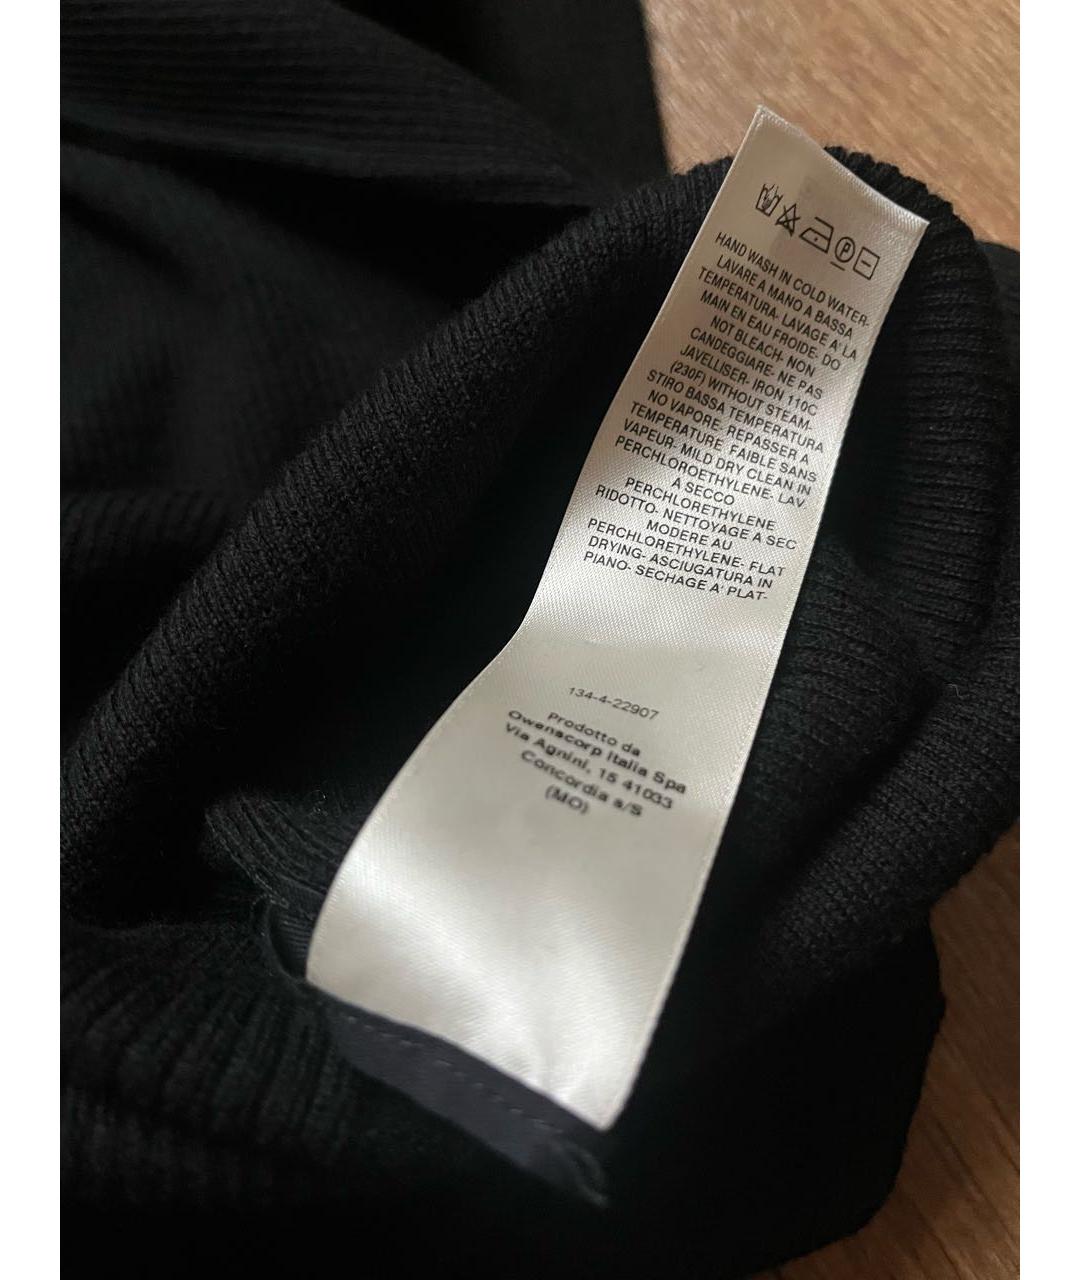 HAND WASH IN COLD WATER-
LAVARE A MANO A BASSA
TEMPERATURA- LAVAGE A' LA
MAIN EN EAU FROIDE- DO
NOT BLEACH- NON
CANDEGGIARE- NE PAS
JAVELLISER- IRON 110C
(230F) WITHOUT STEAM-
STIRO BASSA TEMPERATURA
NO VAPORE- REPASSER A
TEMPERATURE FAIBLE SANS
VAPEUR- MILD DRY CLEAN IN
PERCHLOROETHYLENE- LAV.
A SECCO
PERCHLORETHYLENE
RIDOTTO- NETTOYAGE A SEC
MODERE AU
PERCHLORETHYLENE- FLAT
DRYING- ASCIUGATURA IN
PIANO- SECHAGE A' PLAT-
134-4-22907
Prodotto da
Owenscorp Italia Spa
Via Agnini, 15 41033
Concordia s/S
(MO)